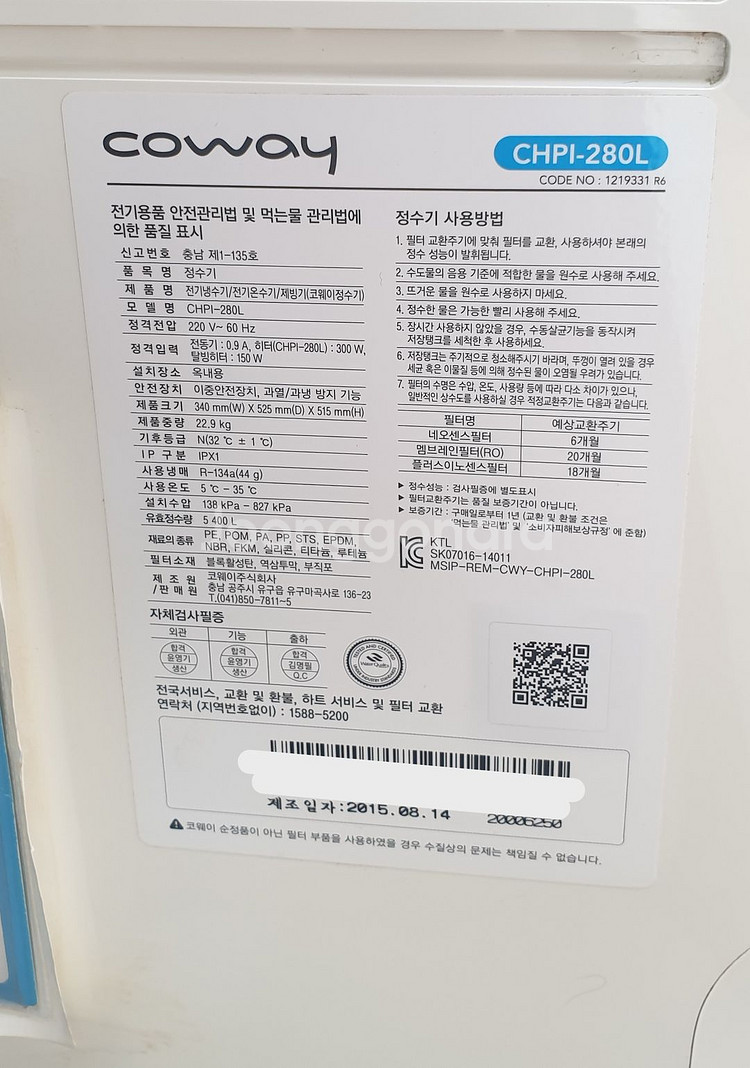 coway
CHPI-280L
CODE NO : 1219331 R6
전기용품 안전관리법 및 먹는물 관리법에
의한 품질 표시
신고번호 충남 제1-135호
품 목 명 정수기
제 품 명 전기냉수기/전기온수기/제빙기(코웨이정수기)
모 델 명 CHPI-280L
정격전압 220 V~ 60 Hz
정격입력 전동기 : 0.9 A, 히터(CHPI-280L) : 300 W,
탈빙히터 : 150 W
설치장소 옥내용
안전장치 이중안전장치, 과열/과냉 방지 기능
제품크기 340 mm(W) X 525 mm(D) X 515 mm(H)
제품중량 22.9 kg
기후등급 N(32 ℃ ± 1 ℃)
I P 구분 IPX1
사용냉매 R-134a(44 g)
사용온도 5 ℃ - 35 ℃
설치수압 138 kPa - 827 kPa
유효정수량 5 400 L
재료의종류 PE, POM, PA, PP, STS, EPDM,
NBR, FKM, 실리콘, 티타늄, 루테늄
필터소재 블록활성탄, 역삼투막, 부직포
제 조 원 코웨이주식회사
/판 매 원 충남 공주시 유구읍 유구마곡사로 136-23
T.(041)850-7811~5
자체검사필증
외관 기능 출하
합격 합격 합격
윤명기 윤명기 김명필
생산 생산 Q.C
전국서비스, 교환 및 환불, 하트 서비스 및 필터 교환
연락처 (지역번호없이) : 1588-5200
정수기 사용방법
1. 필터 교환주기에 맞춰 필터를 교환, 사용하셔야 본래의
정수 성능이 발휘됩니다.
2. 수도물의 음용 기준에 적합한 물을 원수로 사용해 주세요.
3. 뜨거운 물을 원수로 사용하지 마세요.
4. 정수한 물은 가능한 빨리 사용해 주세요.
5. 장시간 사용하지 않았을 경우, 수동살균기능을 동작시켜
저장탱크를 세척한 후 사용하세요.
6. 저장탱크는 주기적으로 청소해주시기 바라며, 뚜껑이 열려 있을 경우
세균 혹은 이물질 등에 의해 정수된 물이 오염될 우려가 있습니다.
7. 필터의 수명은 수압, 온도, 사용량 등에 따라 다소 차이가 있으나,
일반적인 상수도를 사용하실 경우 적정교환주기는 다음과 같습니다.
필터명 예상교환주기
네오센스필터 6개월
멤브레인필터(RO) 20개월
플러스이노센스필터 18개월
▶ 정수성능 : 검사필증에 별도표시
▶ 필터교환주기는 품질 보증기간이 아닙니다.
▶ 보증기간 : 구매일로부터 1년 (교환 및 환불 조건은
'먹는물 관리법' 및 '소비자피해보상규정' 에 준함)
KTL
SK07016-14011
MSIP-REM-CWY-CHPI-280L
제조일자:2015.08.14 20006250
코웨이 순정품이 아닌 필터 부품을 사용하였을 경우 수질상의 문제는 책임질 수 없습니다.